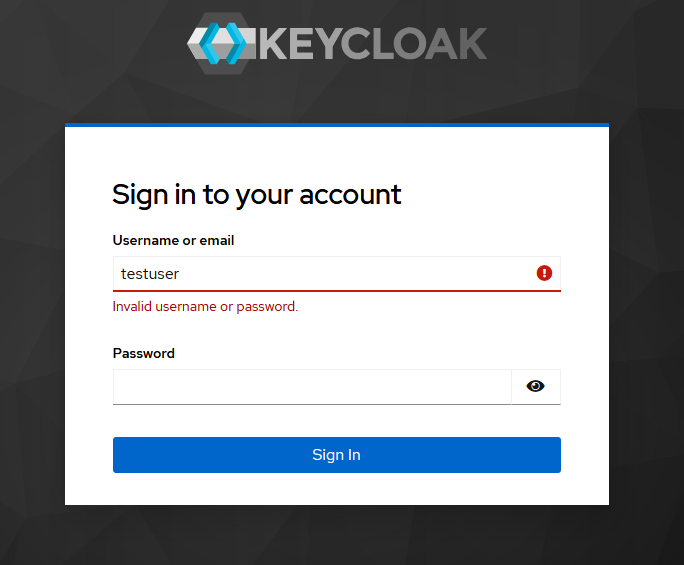 KEYCLOAK
Sign in to your account
Username or email
testuser
Invalid username or password.
Password
Sign In